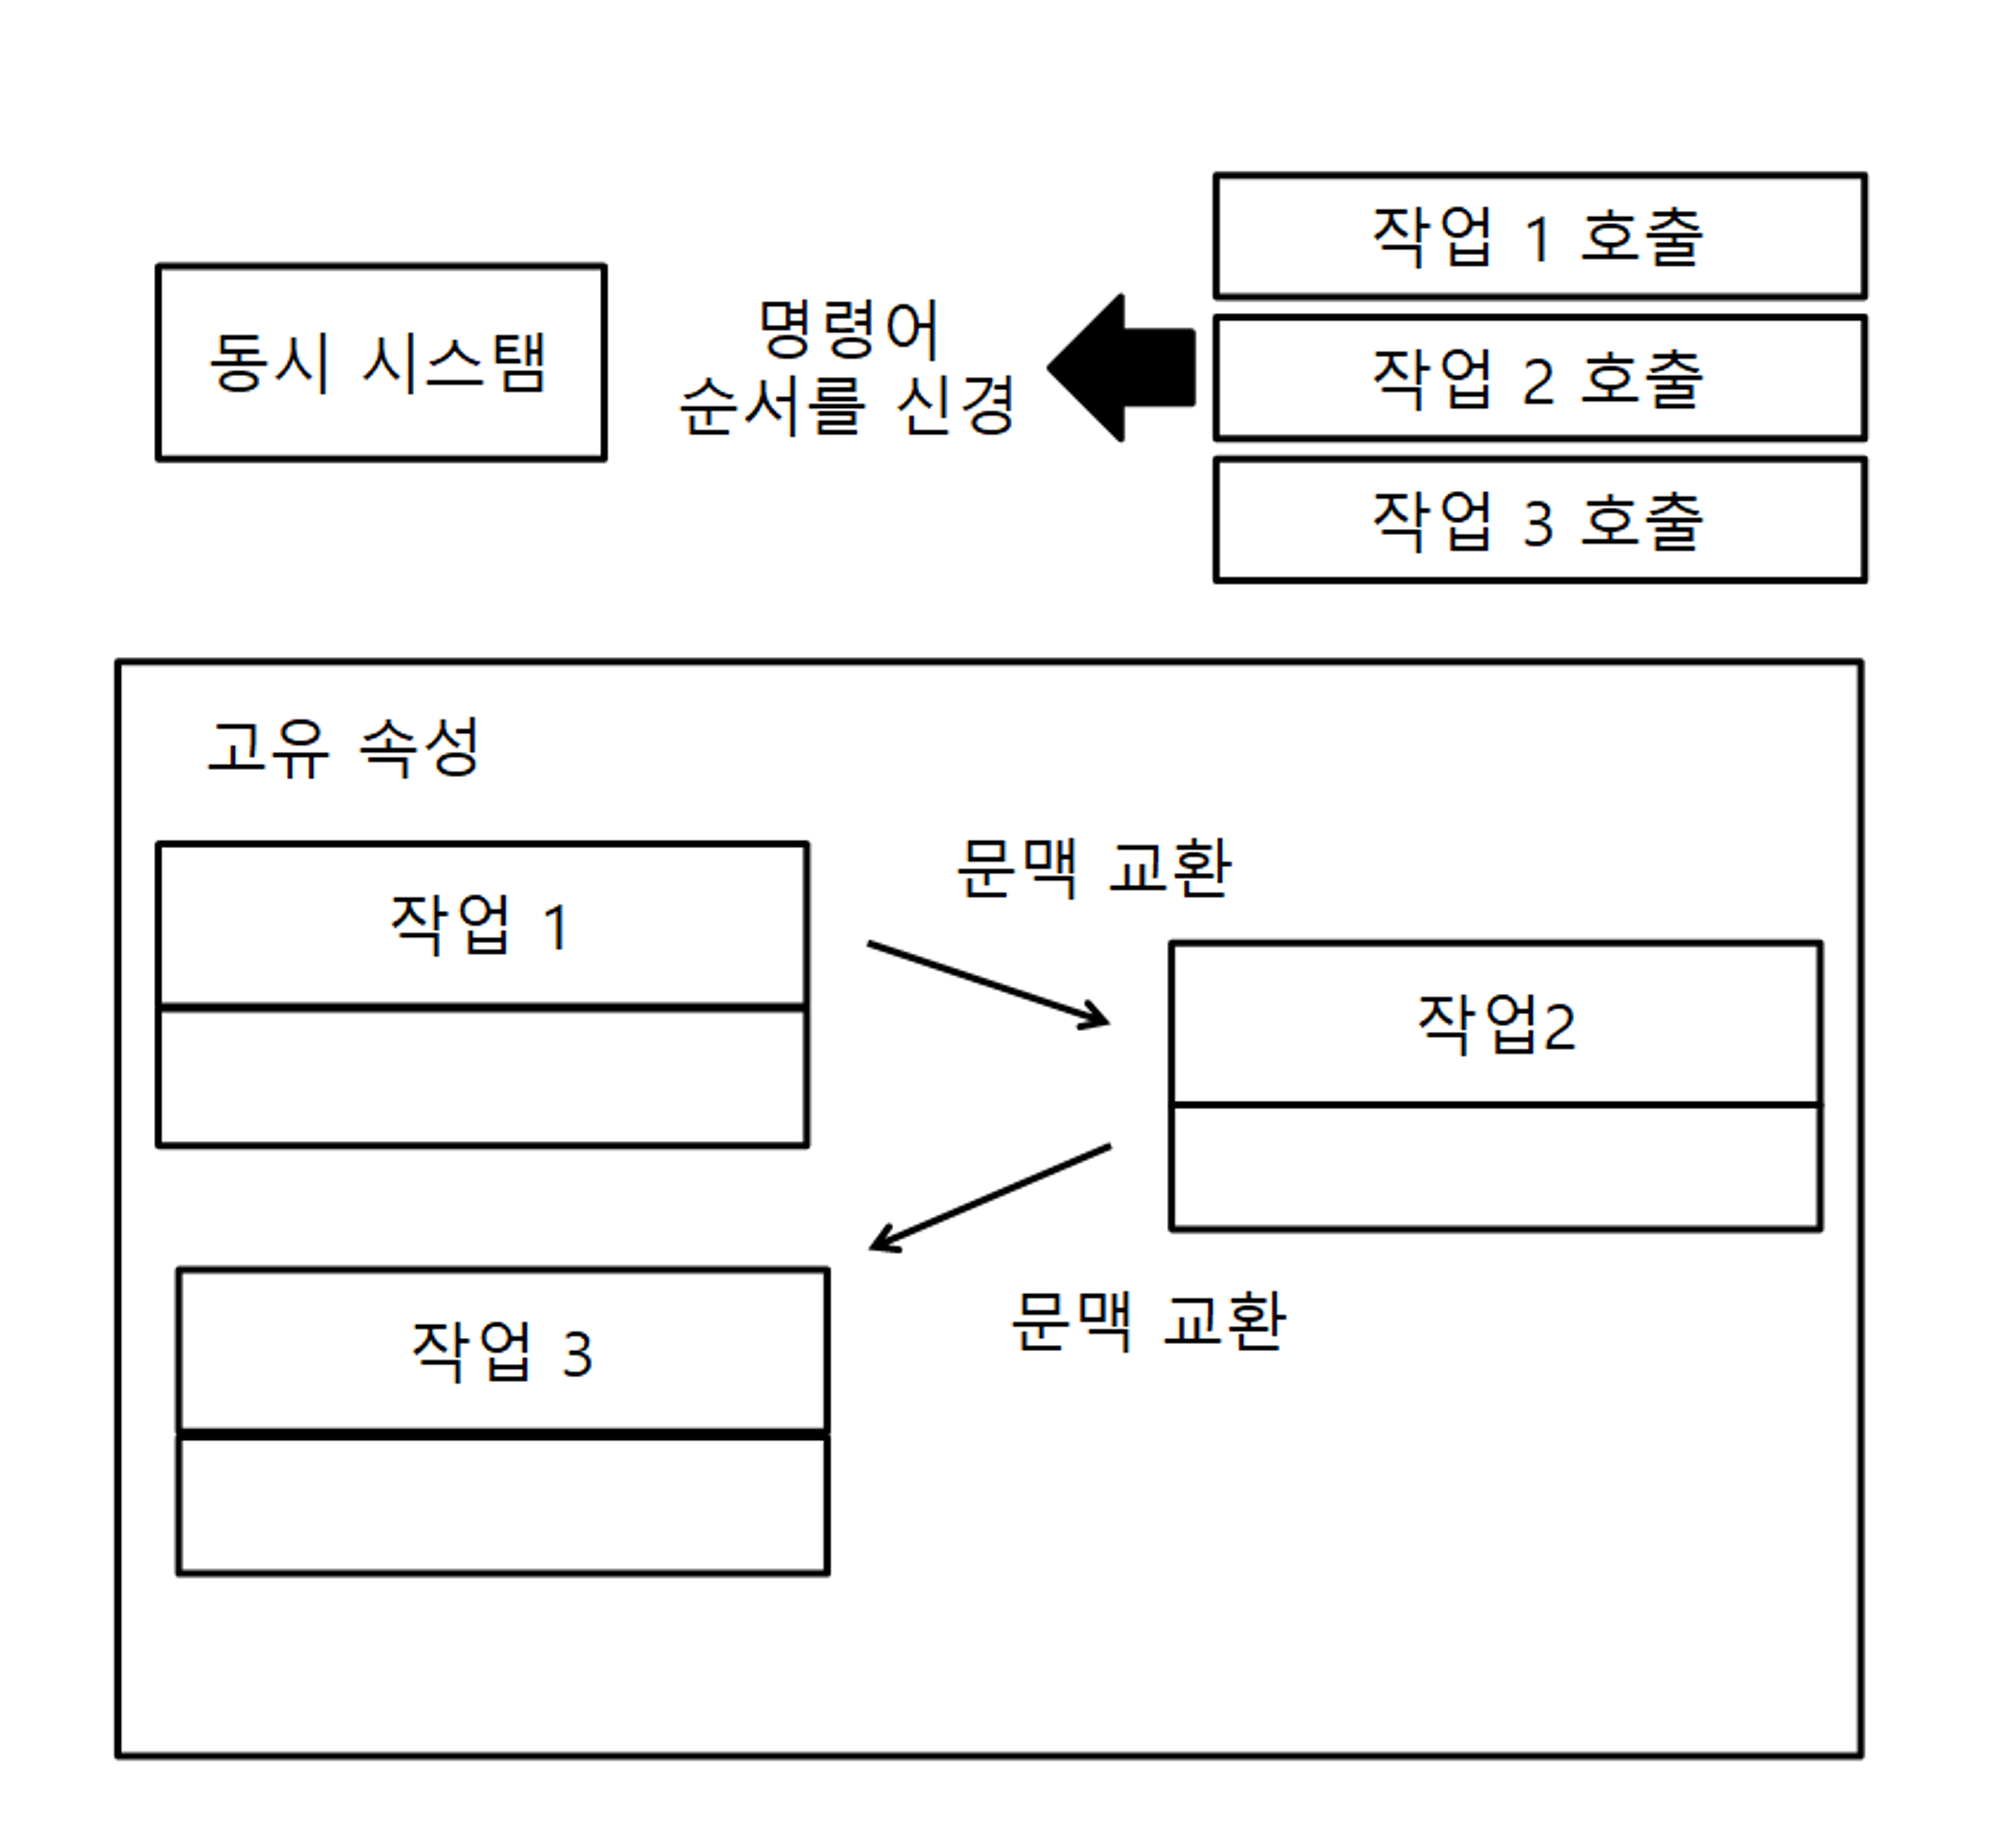 동시 시스탬
명령어
순서를 신경
작업 1 호출
작업 2 호출
작업 3 호출
고유 속성
작업 1
문맥 교환
작업2
작업 3
문맥 교환